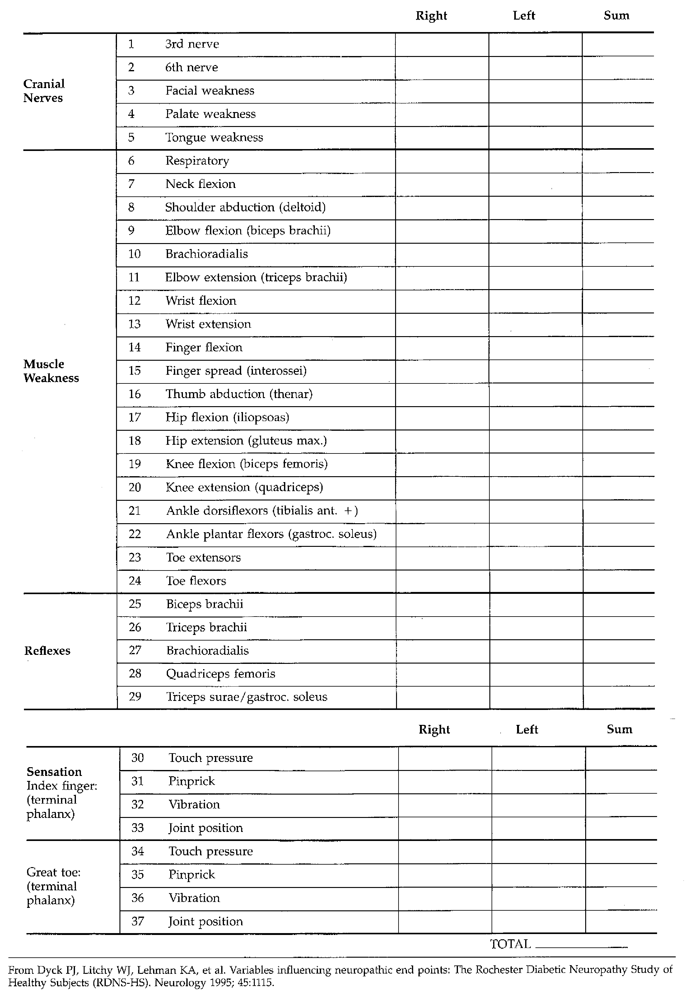 Right Left Sum
Cranial
Nerves
1 3rd nerve
2 6th nerve
3 Facial weakness
4 Palate weakness
5 Tongue weakness
Muscle
Weakness
6 Respiratory
7 Neck flexion
8 Shoulder abduction (deltoid)
9 Elbow flexion (biceps brachii)
10 Brachioradialis
11 Elbow extension (triceps brachii)
12 Wrist flexion
13 Wrist extension
14 Finger flexion
15 Finger spread (interossei)
16 Thumb abduction (thenar)
17 Hip flexion (iliopsoas)
18 Hip extension (gluteus max.)
19 Knee flexion (biceps femoris)
20 Knee extension (quadriceps)
21 Ankle dorsiflexors (tibialis ant. +)
22 Ankle plantar flexors (gastroc. soleus)
23 Toe extensors
24 Toe flexors
Reflexes
25 Biceps brachii
26 Triceps brachii
27 Brachioradialis
28 Quadriceps femoris
29 Triceps surae/gastroc. soleus
Right Left Sum
Sensation
Index finger:
(terminal
phalanx)
30 Touch pressure
31 Pinprick
32 Vibration
33 Joint position
Great toe:
(terminal
phalanx)
34 Touch pressure
35 Pinprick
36 Vibration
37 Joint position
TOTAL
From Dyck PJ, Litchy WJ, Lehman KA, et al. Variables influencing neuropathic end points: The Rochester Diabetic Neuropathy Study of
Healthy Subjects (RDNS-HS). Neurology 1995; 45:1115.